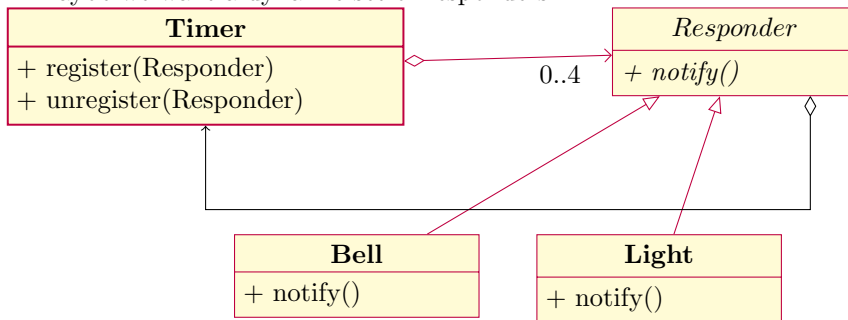 Timer
+ register(Responder)
+ unregister(Responder)
Responder
+ notify()
0..4
Bell
+ notify()
Light
+ notify()